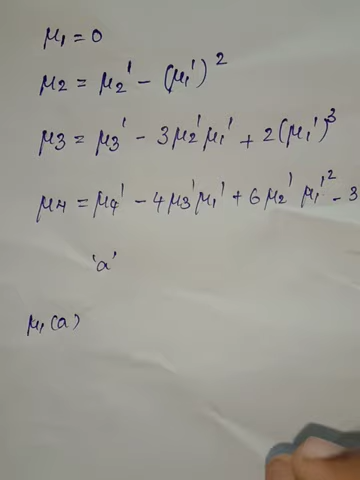 μ₁ = 0
μ₂ = μ₂' - (μ₁')²
μ₃ = μ₃' - 3μ₂'μ₁' + 2(μ₁')³
μ₄ = μ₄' - 4μ₃'μ₁' + 6μ₂'μ₁'² - 3
'a'
μ₁(a)